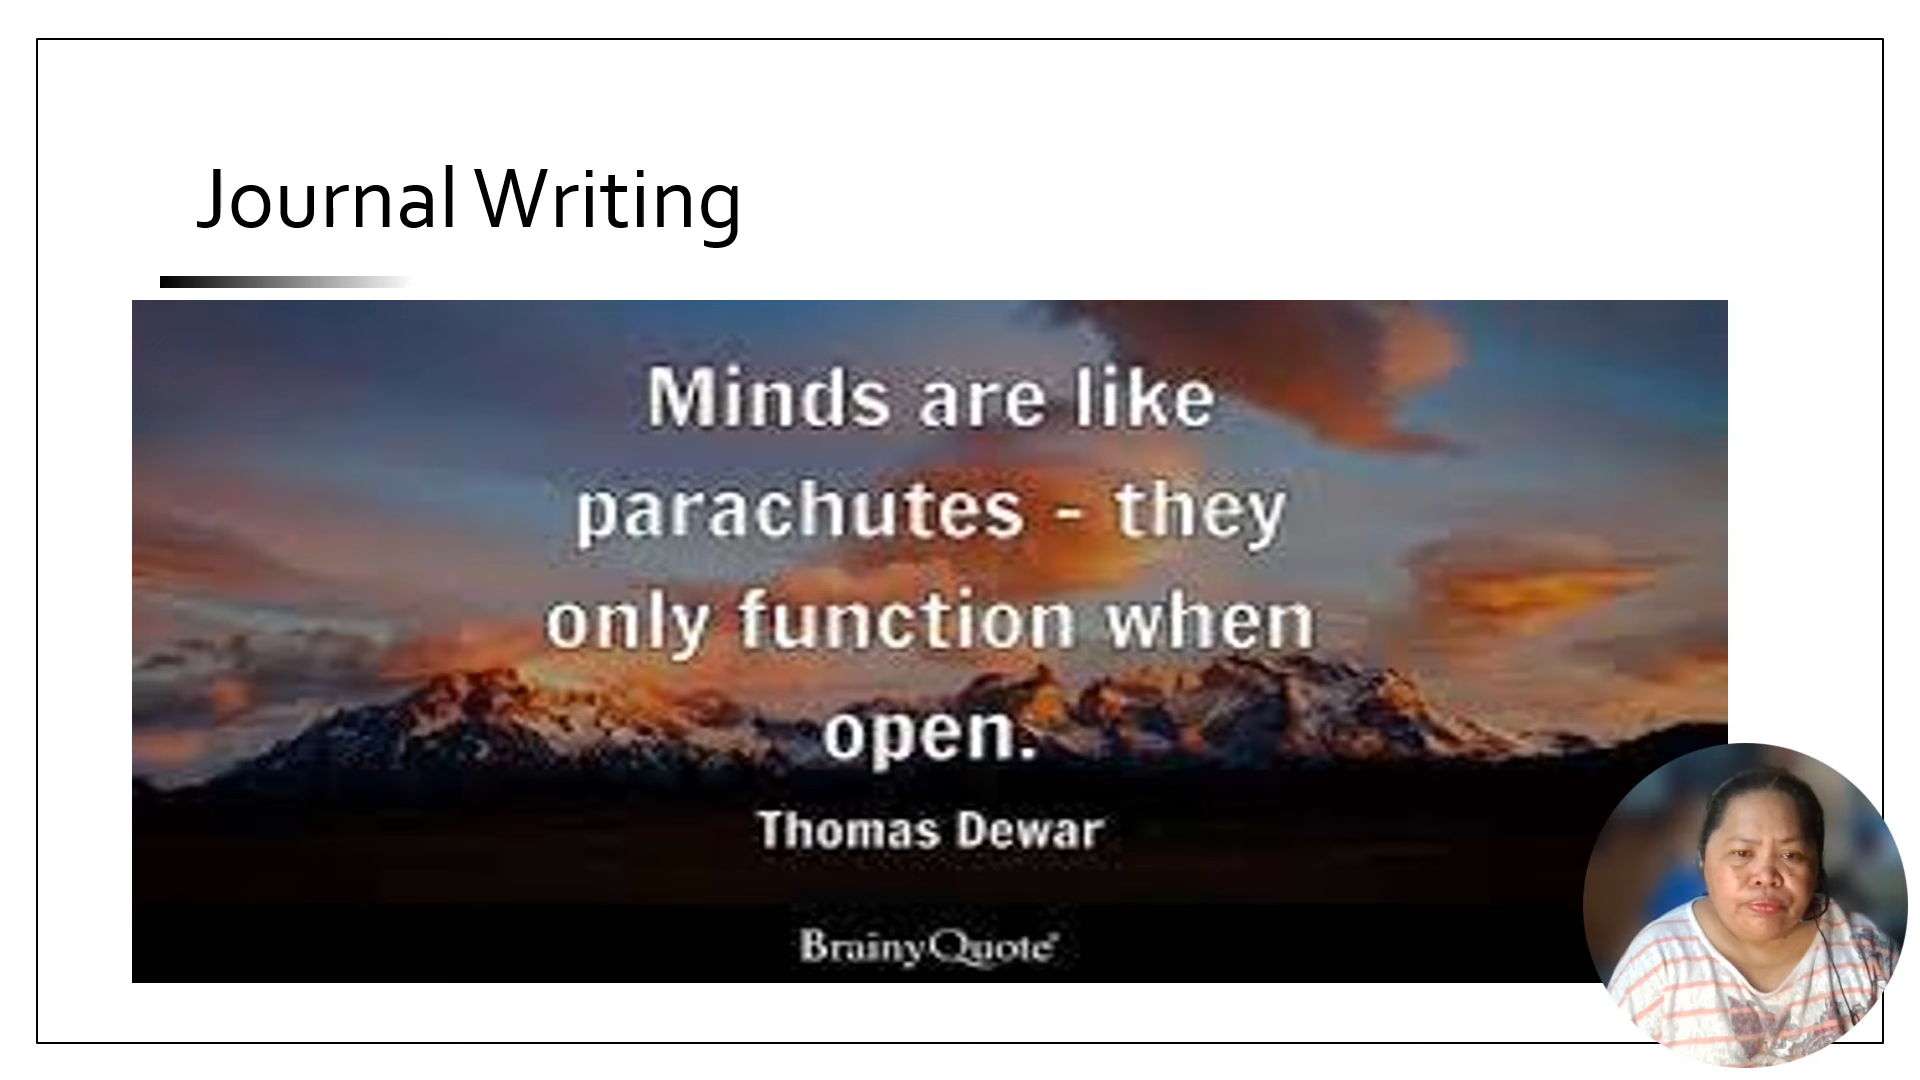 Journal Writing
Minds are like
parachutes - they
only function when
open.
Thomas Dewar
BrainyQuote®